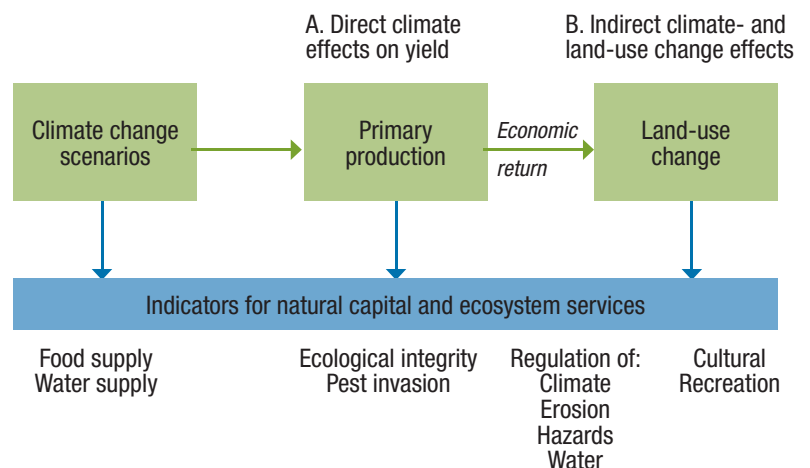 A. Direct climate
effects on yield
B. Indirect climate- and
land-use change effects
Climate change
scenarios
Primary
production
Economic
return
Land-use
change
Indicators for natural capital and ecosystem services
Food supply
Water supply
Ecological integrity
Pest invasion
Regulation of:
Climate
Erosion
Hazards
Water
Cultural
Recreation